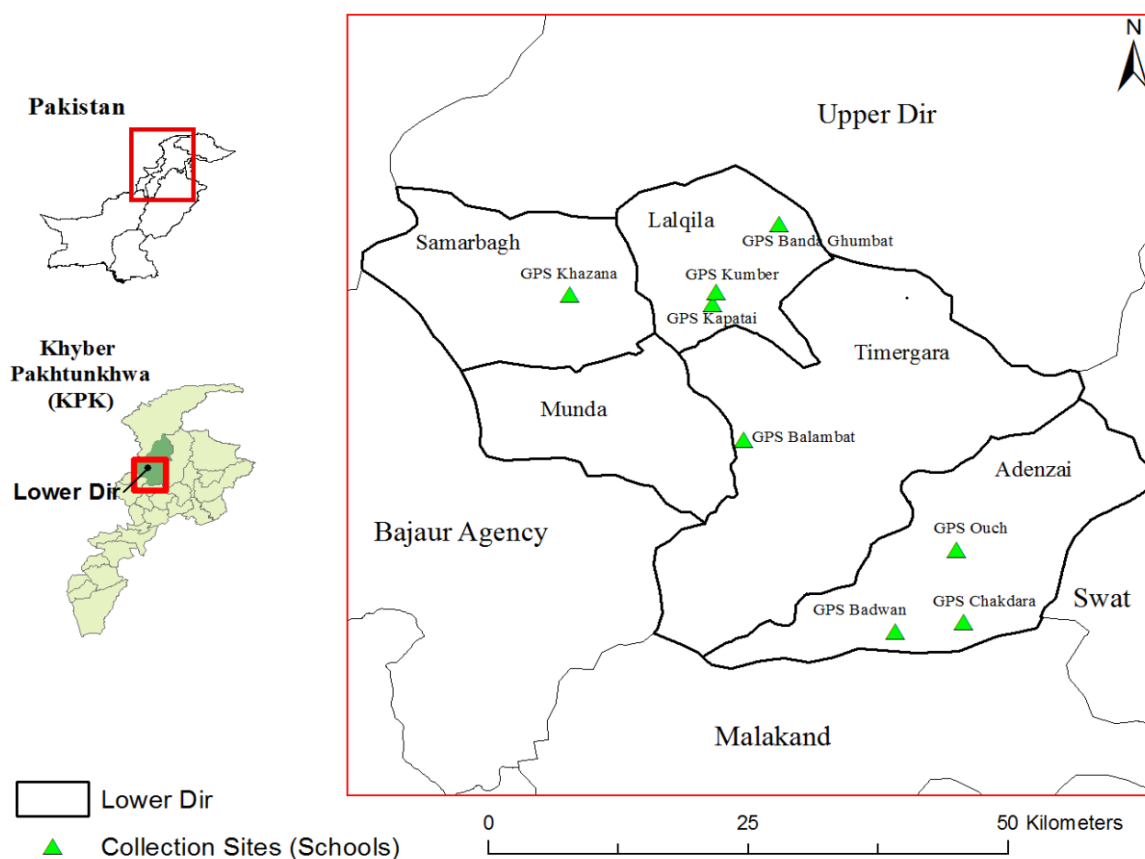 Pakistan
Khyber
Pakhtunkhwa
(KPK)
Lower Dir
N
Upper Dir
Lalqila
Samarbagh
GPS Banda Ghumbat
GPS Khazana
GPS Kumber
GPS Kapatai
Timergara
Munda
GPS Balambat
Adenzai
Bajaur Agency
GPS Ouch
GPS Badwan
GPS Chakdara
Swat
Malakand
Lower Dir
Collection Sites (Schools)
0 25 50 Kilometers